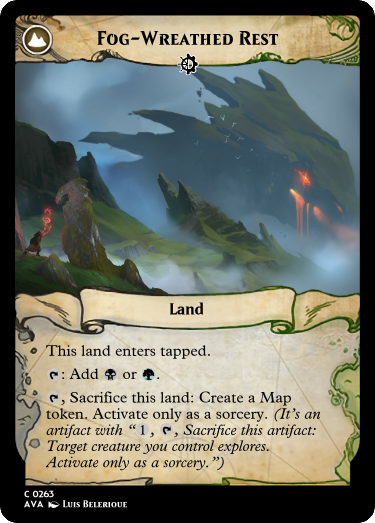 Fog-Wreathed Rest
Land
This land enters tapped.
: Add or .
, Sacrifice this land: Create a Map
token. Activate only as a sorcery. (It's an
artifact with “1, , Sacrifice this artifact:
Target creature you control explores.
Activate only as a sorcery.”)
C 0263
AVA Luis Belerique